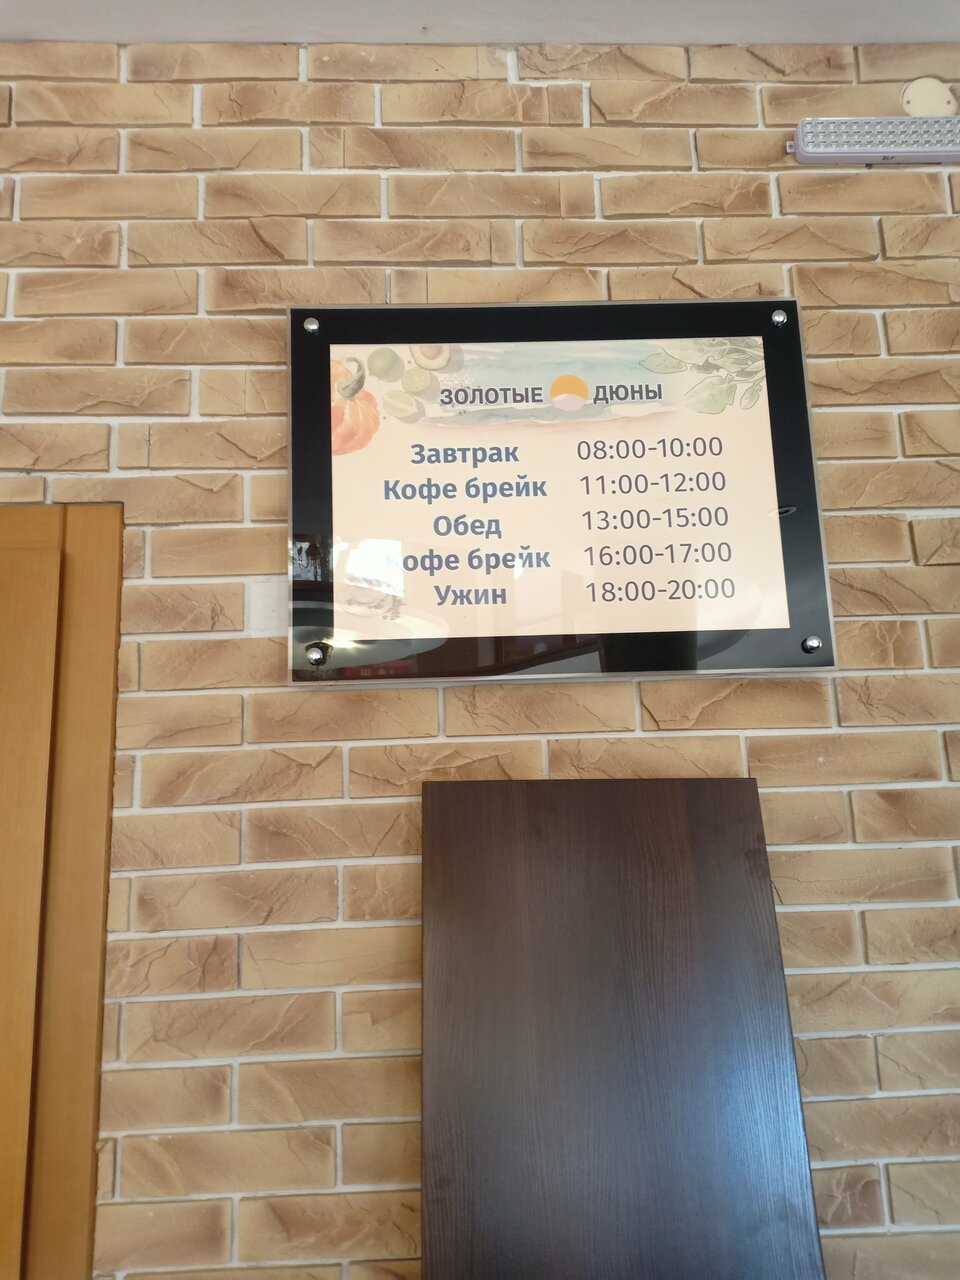 ЗОЛОТЫЕ ДЮНЫ
Завтрак 08:00-10:00
Кофе брейк 11:00-12:00
Обед 13:00-15:00
Кофе брейк 16:00-17:00
Ужин 18:00-20:00